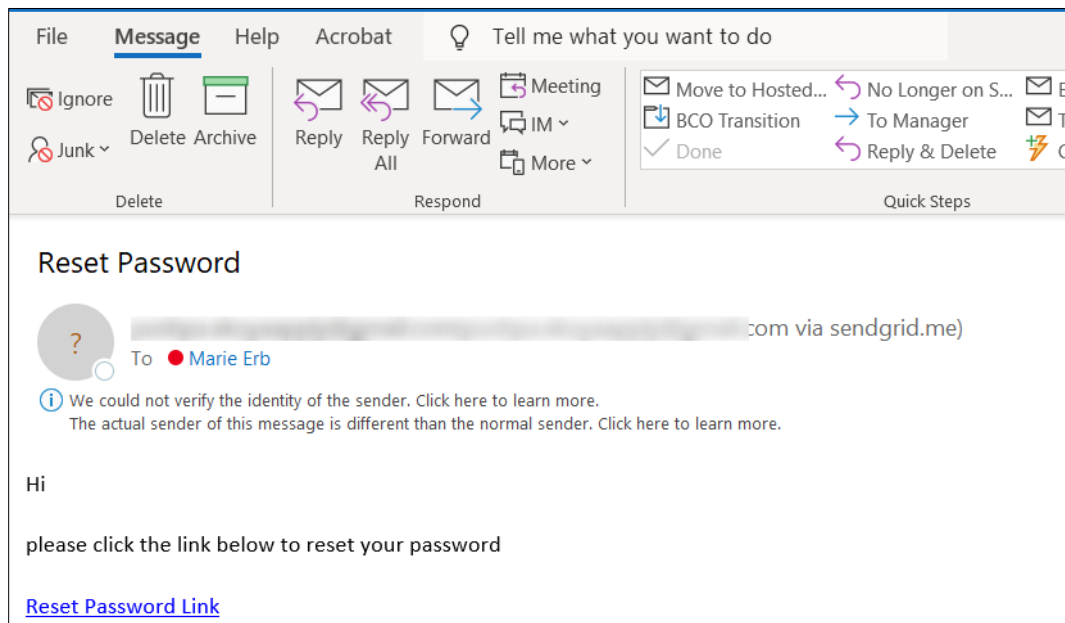 File Message Help Acrobat Tell me what you want to do
Ignore
Junk
Delete Archive
Delete
Reply Reply All Forward
Meeting
IM
More
Respond
Move to Hosted... No Longer on S...
BCO Transition To Manager
Done Reply & Delete
Quick Steps
Reset Password
?
com via sendgrid.me)
To Marie Erb
We could not verify the identity of the sender. Click here to learn more.
The actual sender of this message is different than the normal sender. Click here to learn more.
Hi
please click the link below to reset your password
Reset Password Link